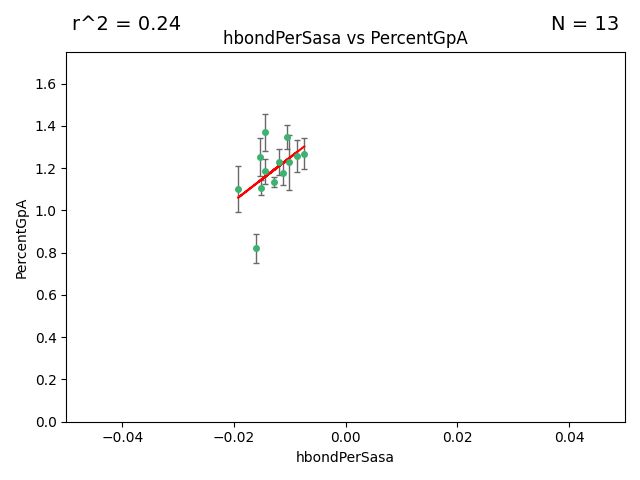 r^2 = 0.24
N = 13
hbondPerSasa vs PercentGpA
PercentGpA
1.6
1.4
1.2
1.0
0.8
0.6
0.4
0.2
0.0
−0.04
−0.02
0.00
0.02
0.04
hbondPerSasa